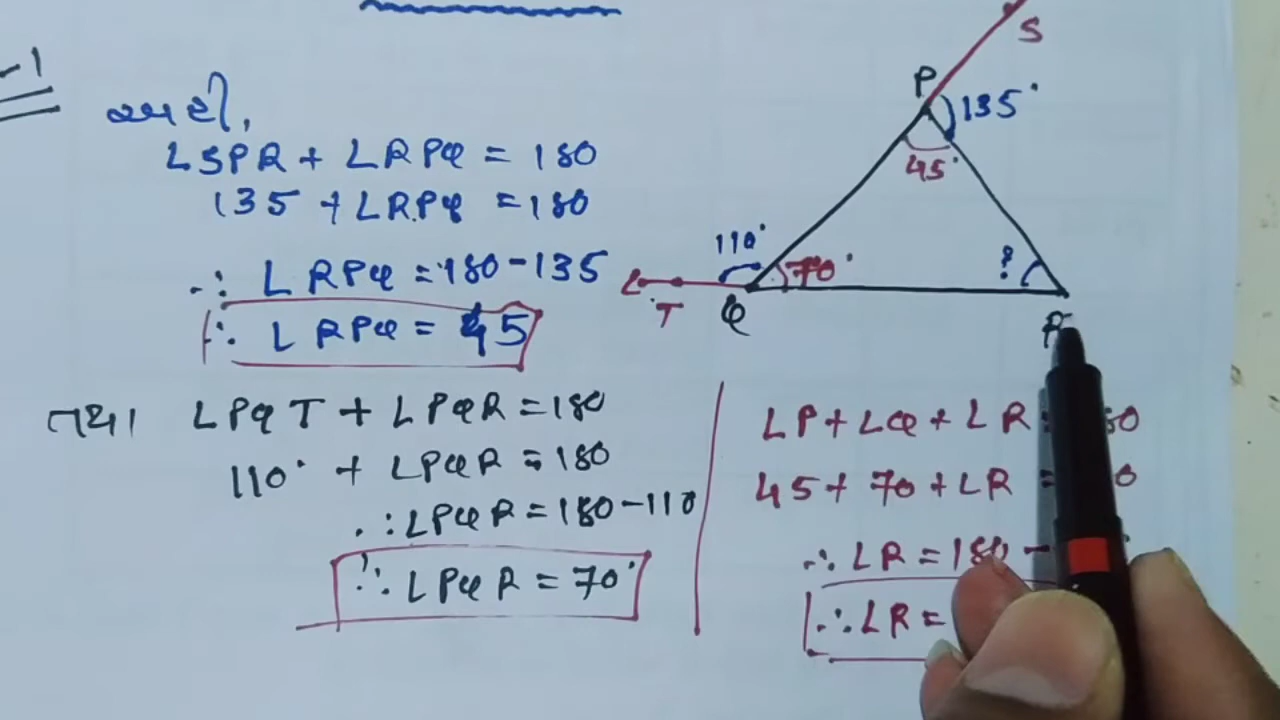 -1
અહી,
∠SPR + ∠RPQ = 180
135 + ∠RPQ = 180
∴ ∠RPQ = 180-135
∴ ∠RPQ = 45
તથા ∠PQT + ∠PQR = 180
110° + ∠PQR = 180
∴ ∠PQR = 180-110
∴ ∠PQR = 70°
S
P
135°
45°
110°
70°
?
T
Q
R
∠P + ∠Q + ∠R
45 + 70 + ∠R =
∴ ∠R = 180 -
∴ ∠R =